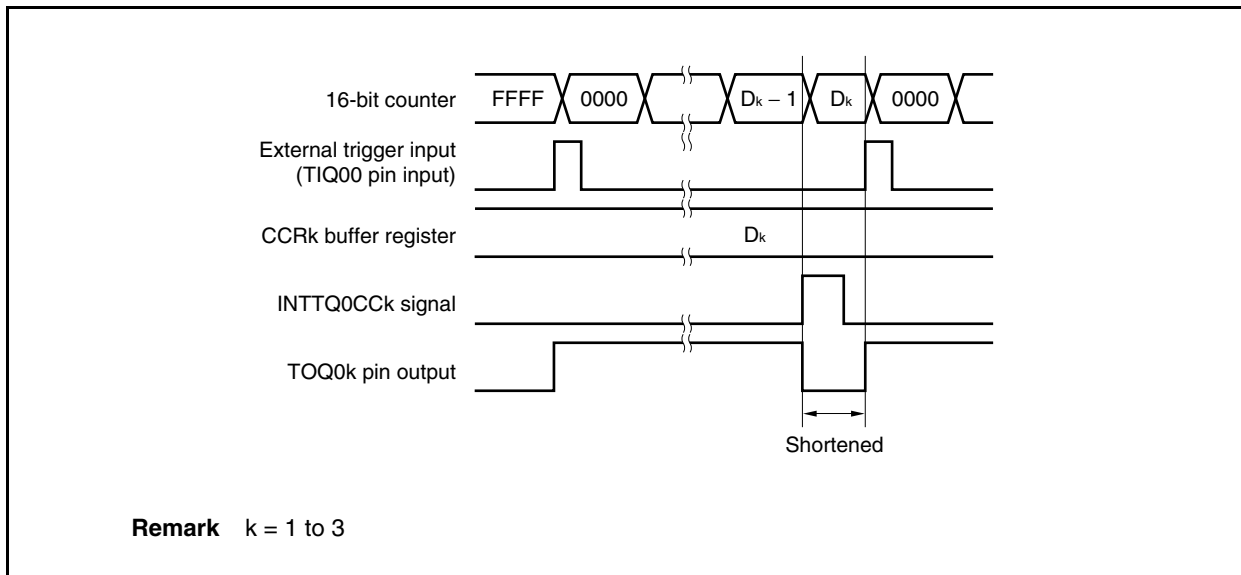 16-bit counter FFFF 0000 Dk − 1 Dk 0000
External trigger input
(TIQ00 pin input)
CCRk buffer register Dk
INTTQ0CCk signal
TOQ0k pin output
Shortened
Remark k = 1 to 3